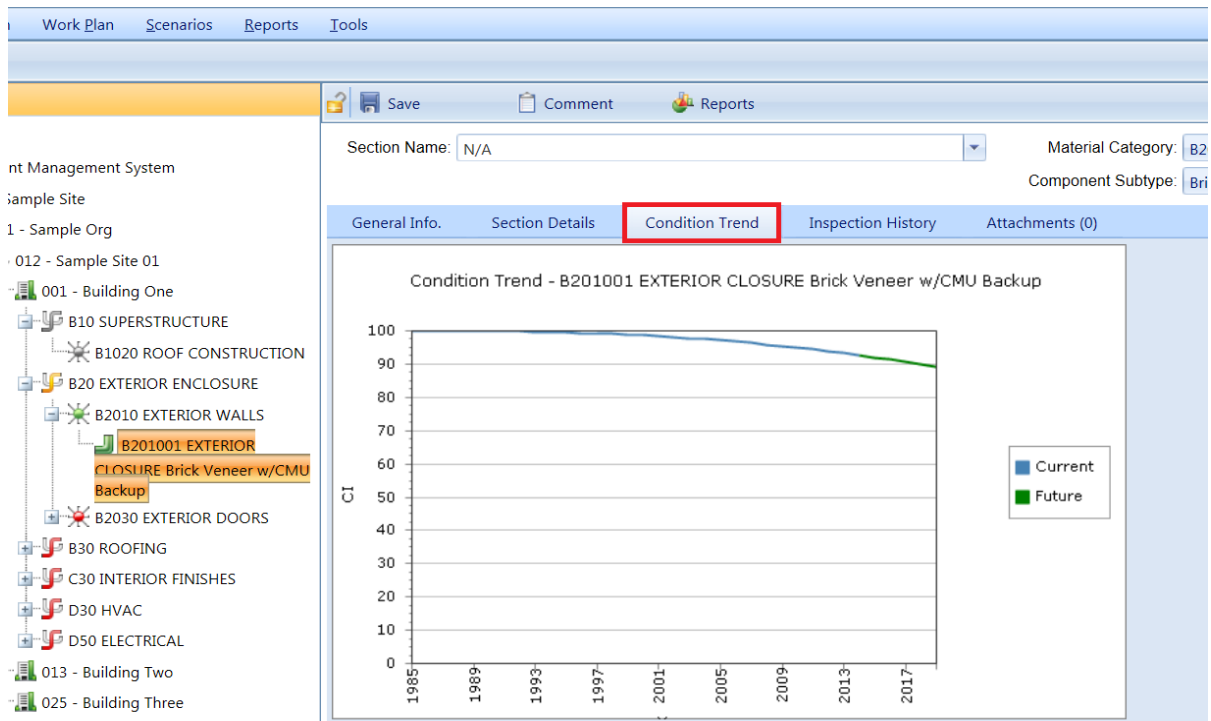 Work Plan Scenarios Reports Tools
Save Comment Reports
Section Name: N/A Material Category:
Component Subtype:
nt Management System
Sample Site
1 - Sample Org
012 - Sample Site 01
001 - Building One
B10 SUPERSTRUCTURE
B1020 ROOF CONSTRUCTION
B20 EXTERIOR ENCLOSURE
B2010 EXTERIOR WALLS
B201001 EXTERIOR
CLOSURE Brick Veneer w/CMU
Backup
B2030 EXTERIOR DOORS
B30 ROOFING
C30 INTERIOR FINISHES
D30 HVAC
D50 ELECTRICAL
013 - Building Two
025 - Building Three
General Info. Section Details Condition Trend Inspection History Attachments (0)
Condition Trend - B201001 EXTERIOR CLOSURE Brick Veneer w/CMU Backup
100
90
80
70
60
50
40
30
20
10
0
CI
1985 1989 1993 1997 2001 2005 2009 2013 2017
Current
Future